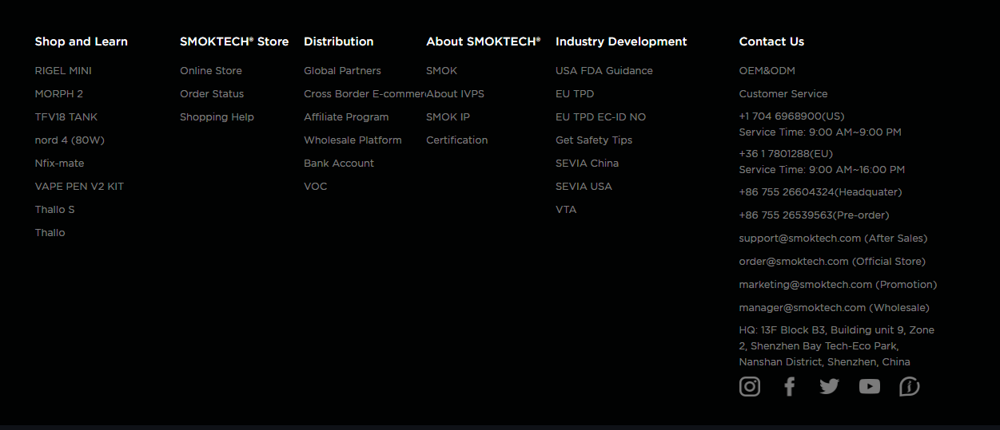 Shop and Learn
RIGEL MINI
MORPH 2
TFV18 TANK
nord 4 (80W)
Nfix-mate
VAPE PEN V2 KIT
Thallo S
Thallo
SMOKTECH® Store
Online Store
Order Status
Shopping Help
Distribution
Global Partners
Cross Border E-commer
Affiliate Program
Wholesale Platform
Bank Account
VOC
About SMOKTECH®
SMOK
About IVPS
SMOK IP
Certification
Industry Development
USA FDA Guidance
EU TPD
EU TPD EC-ID NO
Get Safety Tips
SEVIA China
SEVIA USA
VTA
Contact Us
OEM&ODM
Customer Service
+1 704 6968900(US)
Service Time: 9:00 AM~9:00 PM
+36 1 7801288(EU)
Service Time: 9:00 AM~16:00 PM
+86 755 26604324(Headquater)
+86 755 26539563(Pre-order)
support@smoktech.com (After Sales)
order@smoktech.com (Official Store)
marketing@smoktech.com (Promotion)
manager@smoktech.com (Wholesale)
HQ: 13F Block B3, Building unit 9, Zone
2, Shenzhen Bay Tech-Eco Park,
Nanshan District, Shenzhen, China